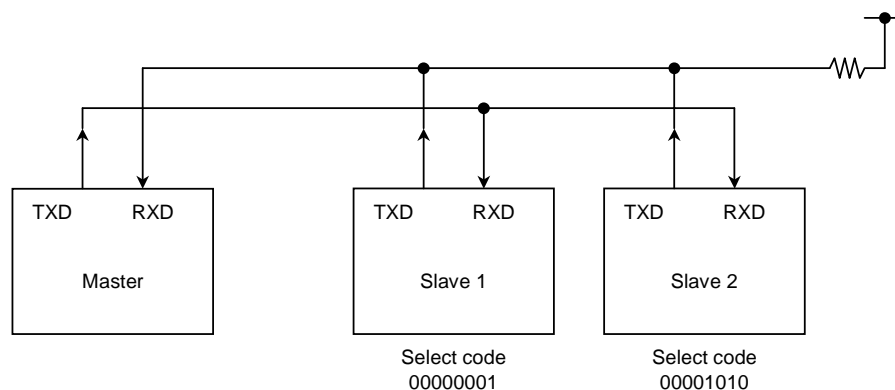 TXD RXD TXD RXD TXD RXD
Master Slave 1 Slave 2
Select code Select code
00000001 00001010